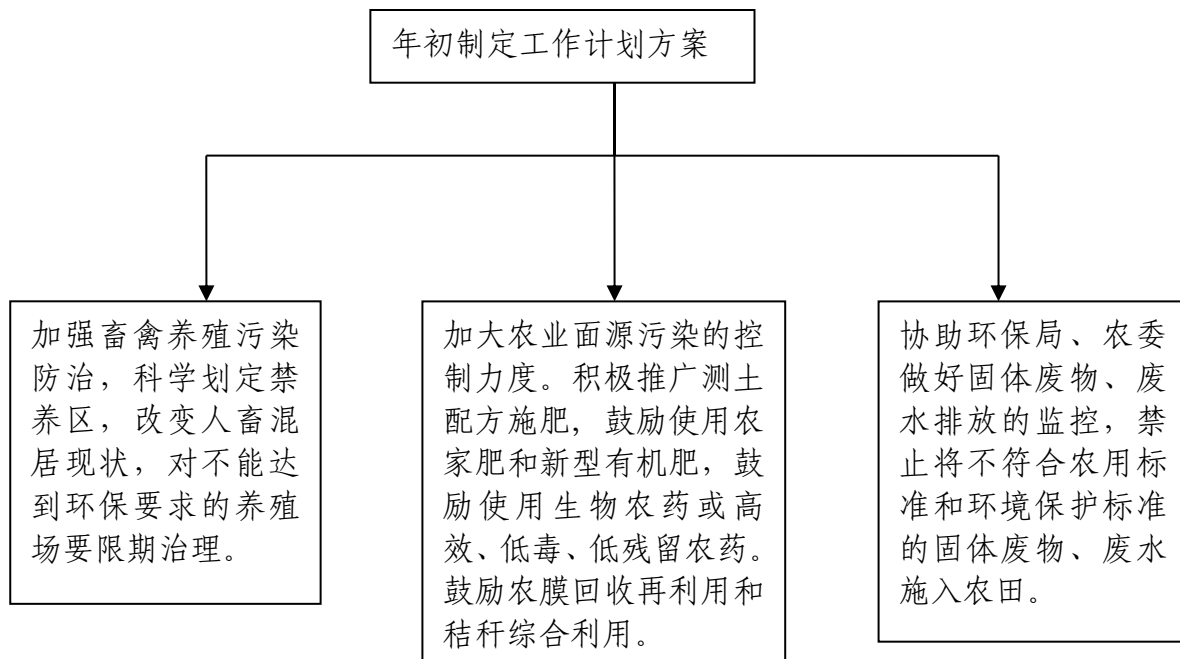 年初制定工作计划方案
加强畜禽养殖污染
防治，科学划定禁
养区，改变人畜混
居现状，对不能达
到环保要求的养殖
场要限期治理。
加大农业面源污染的控
制力度。积极推广测土
配方施肥，鼓励使用农
家肥和新型有机肥，鼓
励使用生物农药或高
效、低毒、低残留农药。
鼓励农膜回收再利用和
秸秆综合利用。
协助环保局、农委
做好固体废物、废
水排放的监控，禁
止将不符合农用标
准和环境保护标准
的固体废物、废水
施入农田。